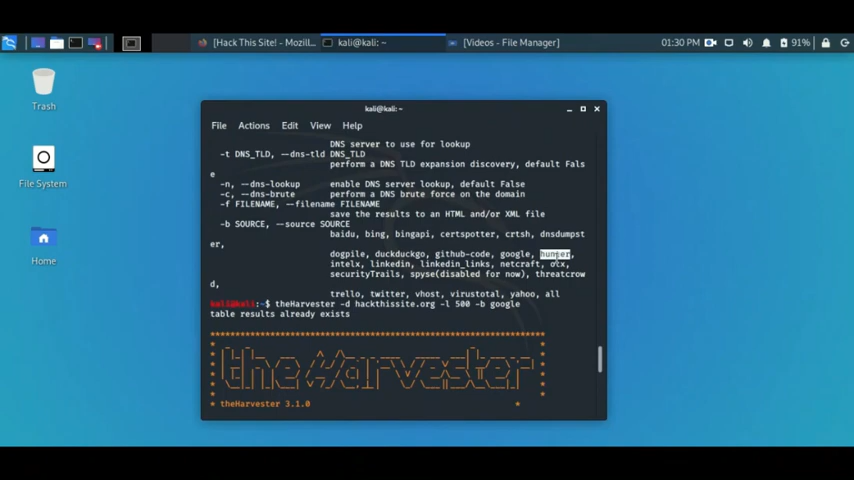 [Hack This Site! - Mozill...
kali@kali: ~
[Videos - File Manager]
01:30 PM
91%
Trash
File System
Home
kali@kali: ~
File Actions Edit View Help
DNS server to use for lookup
-t DNS_TLD, --dns-tld DNS_TLD
perform a DNS TLD expansion discovery, default Fals
e
-n, --dns-lookup enable DNS server lookup, default False
-c, --dns-brute perform a DNS brute force on the domain
-f FILENAME, --filename FILENAME
save the results to an HTML and/or XML file
-b SOURCE, --source SOURCE
baidu, bing, bingapi, certspotter, crtsh, dnsdumpst
er,
dogpile, duckduckgo, github-code, google, hunter,
intelx, linkedin, linkedin_links, netcraft, otx,
securityTrails, spyse(disabled for now), threatcrow
d,
trello, twitter, vhost, virustotal, yahoo, all
kali@kali:~$ theHarvester -d hackthissite.org -l 500 -b google
table results already exists
*******************************************************************
theHarvester
* theHarvester 3.1.0 *